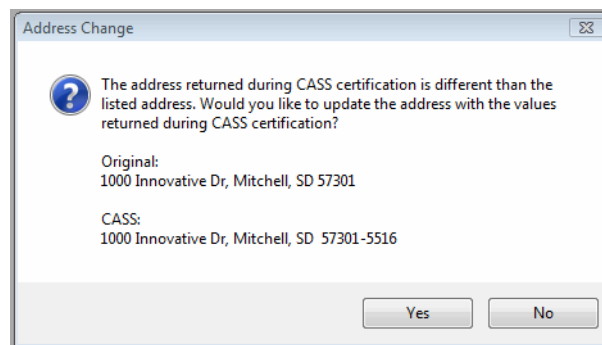 Address Change
The address returned during CASS certification is different than the
listed address. Would you like to update the address with the values
returned during CASS certification?
Original:
1000 Innovative Dr, Mitchell, SD 57301
CASS:
1000 Innovative Dr, Mitchell, SD  57301-5516
Yes
No